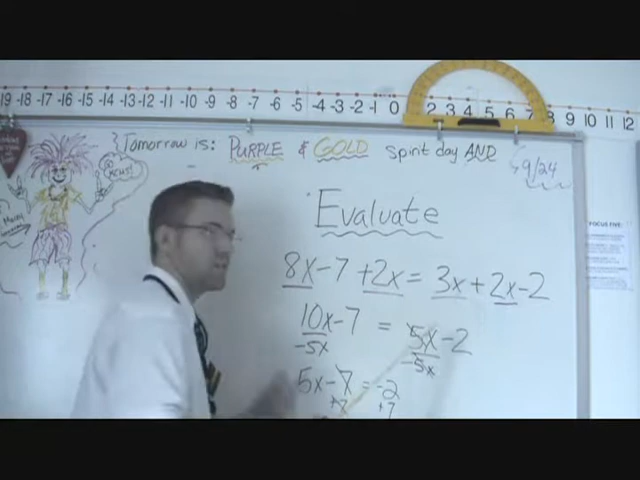 -19 -18 -17 -16 -15 -14 -13 -12 -11 -10 -9 -8 -7 -6 -5 -4 -3 -2 -1 0 2 3 4 5 6 7 8 9 10 11 12
Tomorrow is: PURPLE & GOLD spirit day AND
9/24
Evaluate
8x-7+2x=3x+2x-2
10x-7 = 5x-2
-5x -5x
5x-7=-2
+7 +7
FOCUS FIVE: